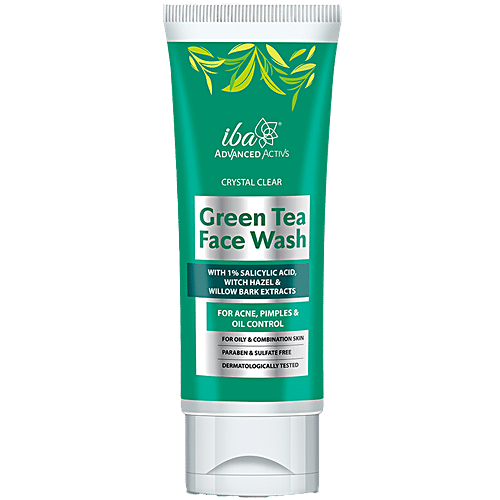 iba®
ADVANCED ACTIVS
CRYSTAL CLEAR
Green Tea
Face Wash
WITH 1% SALICYLIC ACID,
WITCH HAZEL &
WILLOW BARK EXTRACTS
FOR ACNE, PIMPLES &
OIL CONTROL
FOR OILY & COMBINATION SKIN
PARABEN & SULFATE FREE
DERMATOLOGICALLY TESTED